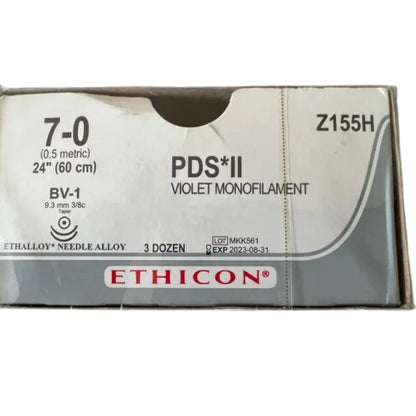 7-0
(0.5 metric)
24" (60 cm)
BV-1
9.3 mm 3/8c
Taper
ETHALLOY* NEEDLE ALLOY
3 DOZEN
Z155H
PDS*II
VIOLET MONOFILAMENT
LOT MKK561
EXP 2023-08-31
ETHICON®